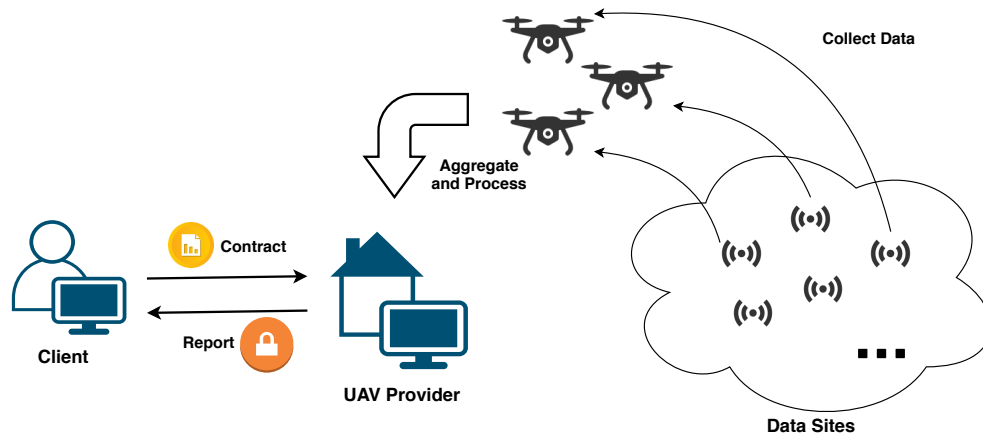 Collect Data
Aggregate
and Process
Contract
Report
Client
UAV Provider
Data Sites